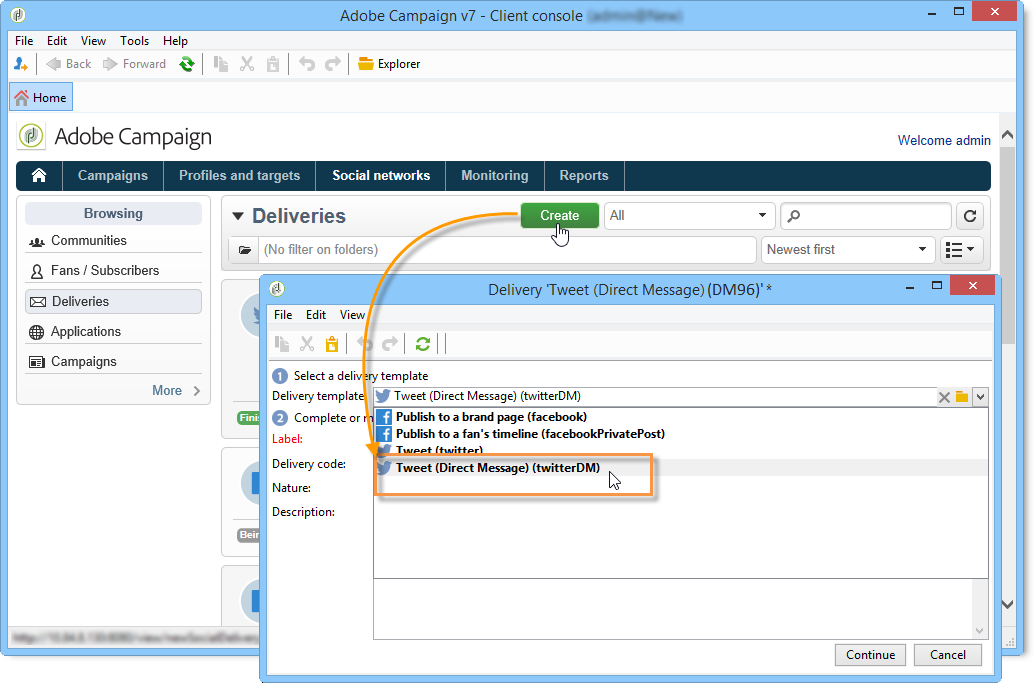 Adobe Campaign v7 - Client console (admin@New)
File Edit View Tools Help
Back Forward Explorer
Home
Adobe Campaign
Welcome admin
Campaigns Profiles and targets Social networks Monitoring Reports
Browsing
Communities
Fans / Subscribers
Deliveries
Applications
Campaigns
More
Deliveries Create All
(No filter on folders) Newest first
Delivery 'Tweet (Direct Message) (DM96)' *
File Edit View
1 Select a delivery template
Delivery template Tweet (Direct Message) (twitterDM)
2 Complete or m
Label:
Delivery code:
Nature:
Description:
Publish to a brand page (facebook)
Publish to a fan's timeline (facebookPrivatePost)
Tweet (twitter)
Tweet (Direct Message) (twitterDM)
Continue Cancel